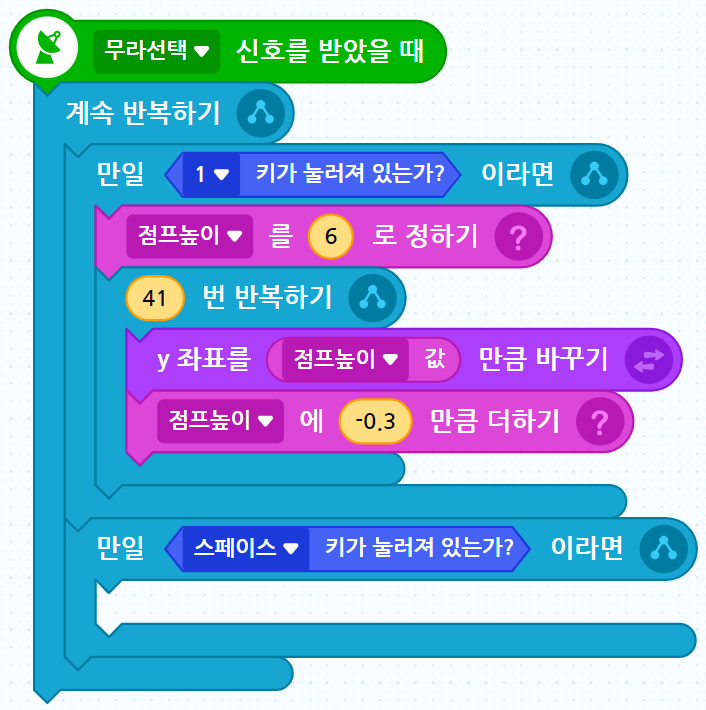 무라선택 신호를 받았을 때
계속 반복하기
만일 1 키가 눌러져 있는가? 이라면
점프높이 를 6 로 정하기 ?
41 번 반복하기
y 좌표를 점프높이 값 만큼 바꾸기
점프높이 에 -0.3 만큼 더하기 ?
만일 스페이스 키가 눌러져 있는가? 이라면